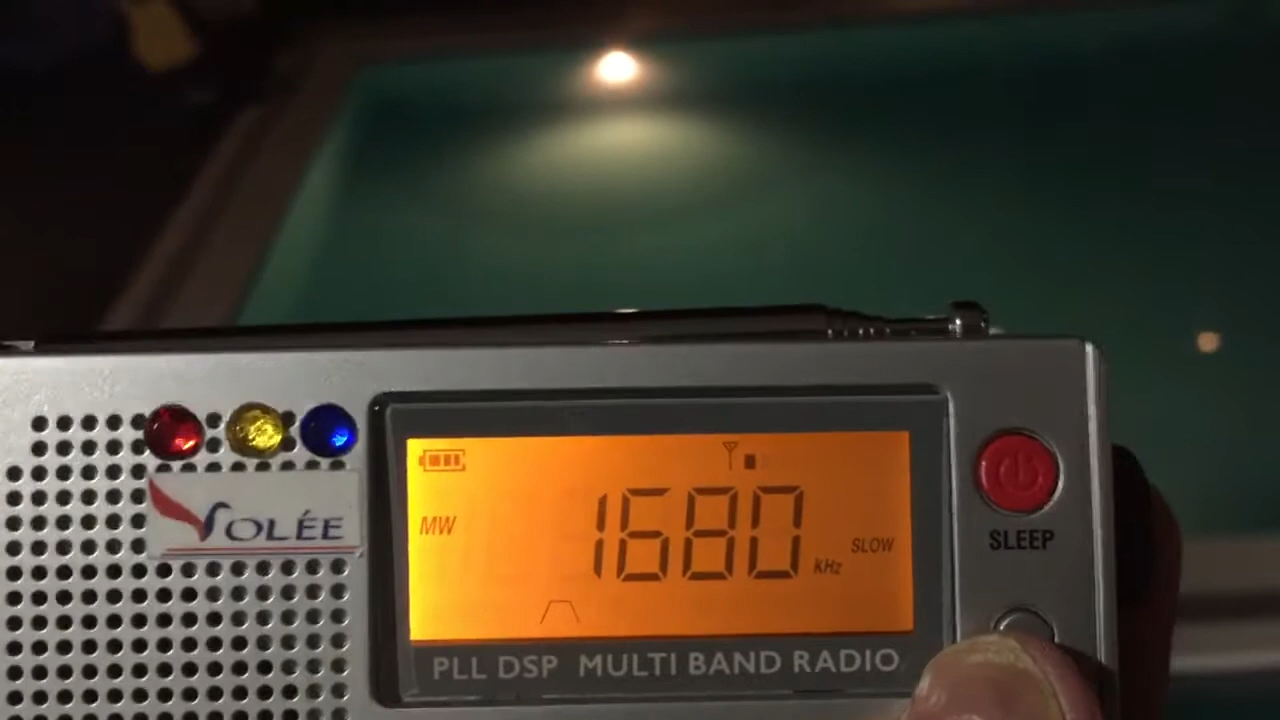 VOLÉE
MW
1680
kHz
SLOW
SLEEP
PLL DSP MULTI BAND RADIO